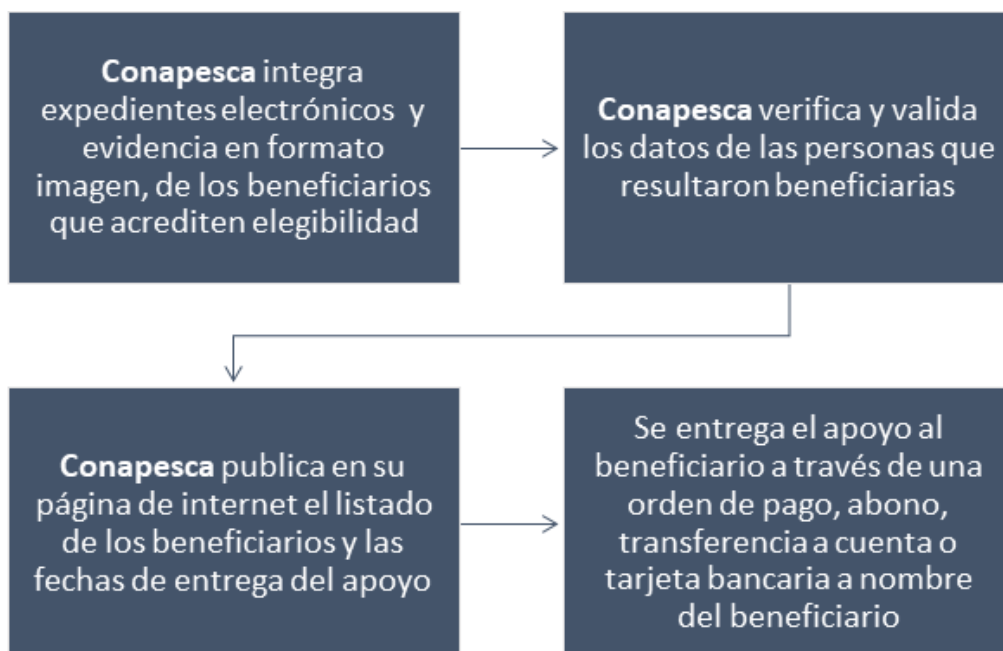 Conapesca integra
expedientes electrónicos y
evidencia en formato
imagen, de los beneficiarios
que acrediten elegibilidad
Conapesca verifica y valida
los datos de las personas que
resultaron beneficiarias
Conapesca publica en su
página de internet el listado
de los beneficiarios y las
fechas de entrega del apoyo
Se entrega el apoyo al
beneficiario a través de una
orden de pago, abono,
transferencia a cuenta o
tarjeta bancaria a nombre
del beneficiario